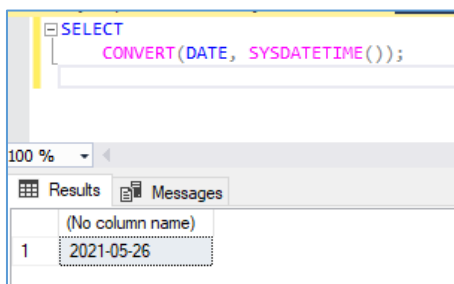 SELECT
CONVERT(DATE, SYSDATETIME());
100 %
Results Messages
(No column name)
1 2021-05-26